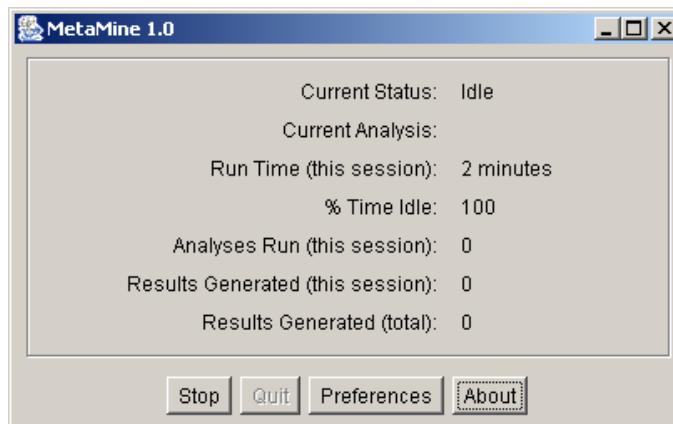 MetaMine 1.0
Current Status: Idle
Current Analysis:
Run Time (this session): 2 minutes
% Time Idle: 100
Analyses Run (this session): 0
Results Generated (this session): 0
Results Generated (total): 0
Stop Quit Preferences About